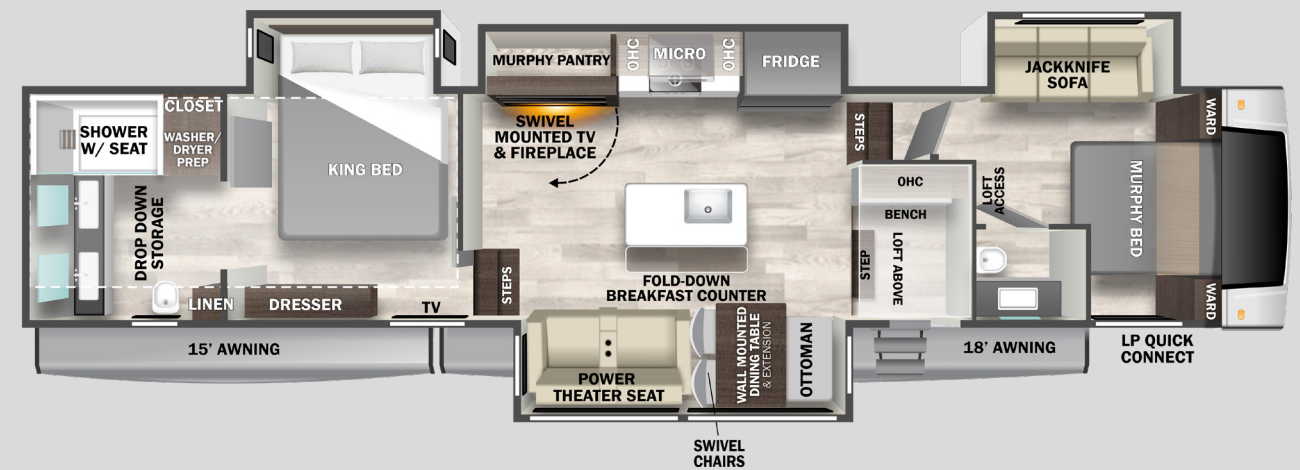 SHOWER
W/ SEAT
CLOSET
WASHER/
DRYER
PREP
DROP DOWN
STORAGE
LINEN
DRESSER
TV
KING BED
STEPS
15’ AWNING
MURPHY PANTRY
OHC
MICRO
OHC
FRIDGE
SWIVEL
MOUNTED TV
& FIREPLACE
FOLD-DOWN
BREAKFAST COUNTER
POWER
THEATER SEAT
WALL MOUNTED
DINING TABLE
& EXTENSION
OTTOMAN
SWIVEL
CHAIRS
STEPS
OHC
BENCH
STEP
LOFT ABOVE
LOFT
ACCESS
18’ AWNING
JACKKNIFE
SOFA
WARD
MURPHY BED
WARD
LP QUICK
CONNECT